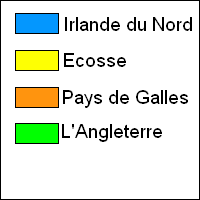 Irlande du Nord
Ecosse
Pays de Galles
L'Angleterre